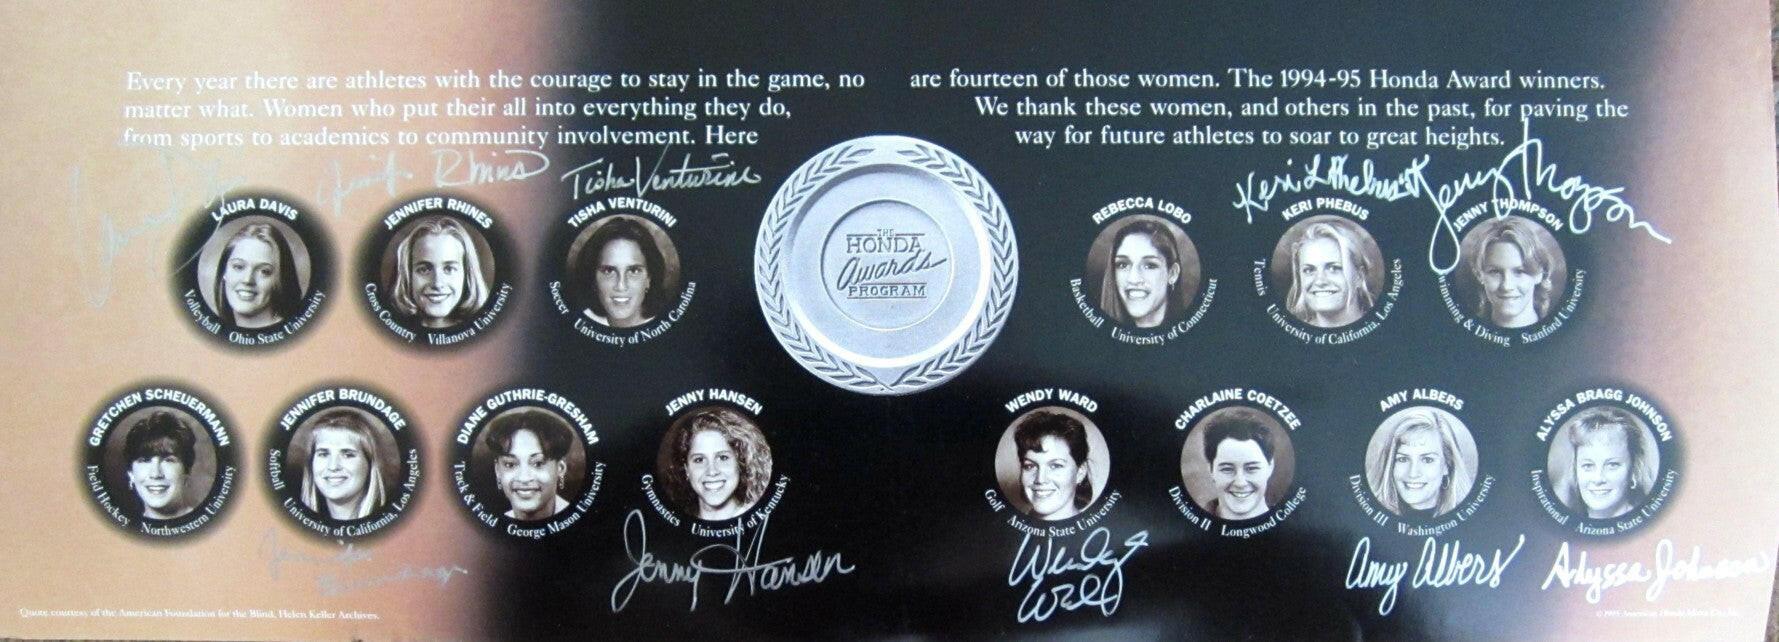 Every year there are athletes with the courage to stay in the game, no
matter what. Women who put their all into everything they do,
from sports to academics to community involvement. Here
are fourteen of those women. The 1994-95 Honda Award winners.
We thank these women, and others in the past, for paving the
way for future athletes to soar to great heights.
Jennifer Rhines
Tisha Venturini
Keri Phebus
Jenny Thompson
LAURA DAVIS
Volleyball Ohio State University
JENNIFER RHINES
Cross Country Villanova University
TISHA VENTURINI
Soccer University of North Carolina
THE
HONDA
Awards
PROGRAM
REBECCA LOBO
Basketball University of Connecticut
KERI PHEBUS
Tennis University of California, Los Angeles
JENNY THOMPSON
Swimming & Diving Stanford University
GRETCHEN SCHEUERMANN
Field Hockey Northwestern University
JENNIFER BRUNDAGE
Softball University of California, Los Angeles
DIANE GUTHRIE-GRESHAM
Track & Field George Mason University
JENNY HANSEN
Gymnastics University of Kentucky
WENDY WARD
Golf Arizona State University
CHARLAINE COETZEE
Division II Longwood College
AMY ALBERS
Division III Washington University
ALYSSA BRAGG JOHNSON
Inspirational Arizona State University
Jennifer
Brundage
Jenny Hansen
Wendy
Ward
Amy Albers
Alyssa Johnson
Quote courtesy of the American Foundation for the Blind, Helen Keller Archives.
© 1995 American Honda Motor Co., Inc.